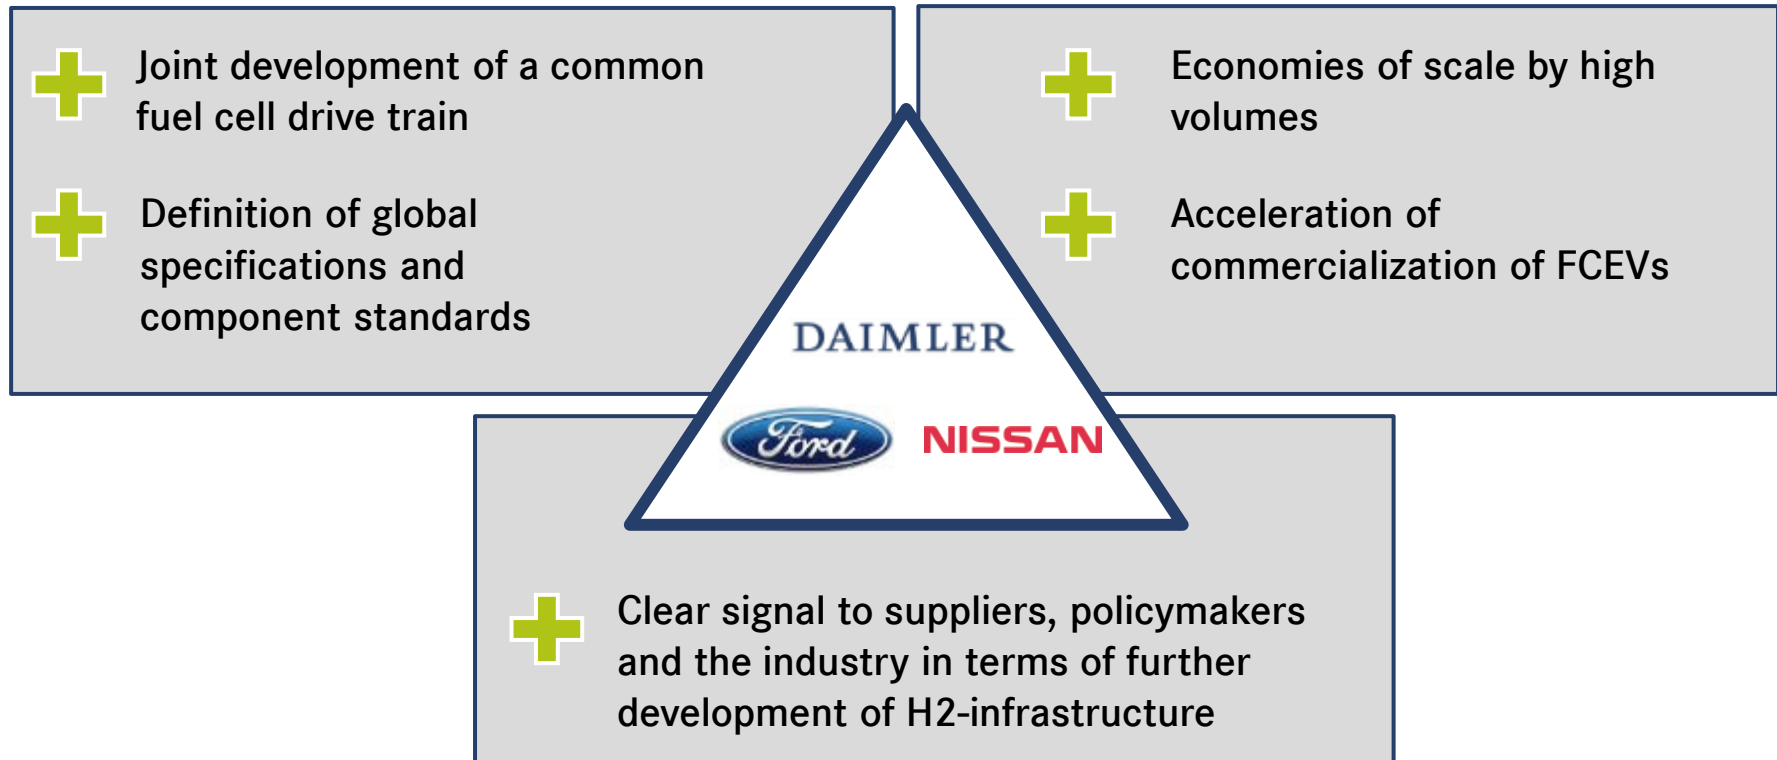 Joint development of a common
fuel cell drive train
Definition of global
specifications and
component standards
Economies of scale by high
volumes
Acceleration of
commercialization of FCEVs
DAIMLER
Ford
NISSAN
Clear signal to suppliers, policymakers
and the industry in terms of further
development of H2-infrastructure